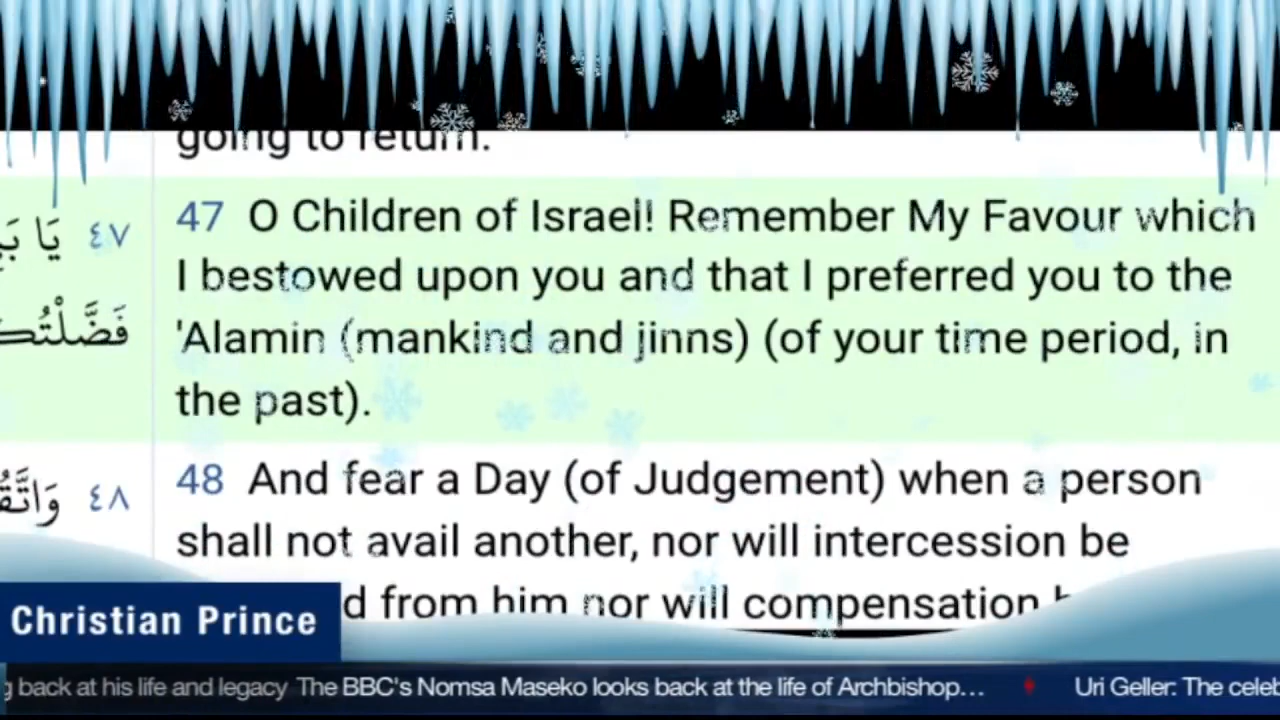 going to return.
٤٧ يَا
47 O Children of Israel! Remember My Favour which
I bestowed upon you and that I preferred you to the
'Alamin (mankind and jinns) (of your time period, in
the past).
٤٨
48 And fear a Day (of Judgement) when a person
shall not avail another, nor will intercession be
from him nor will compensation
Christian Prince
back at his life and legacy The BBC's Nomsa Maseko looks back at the life of Archbishop… Uri Geller: The